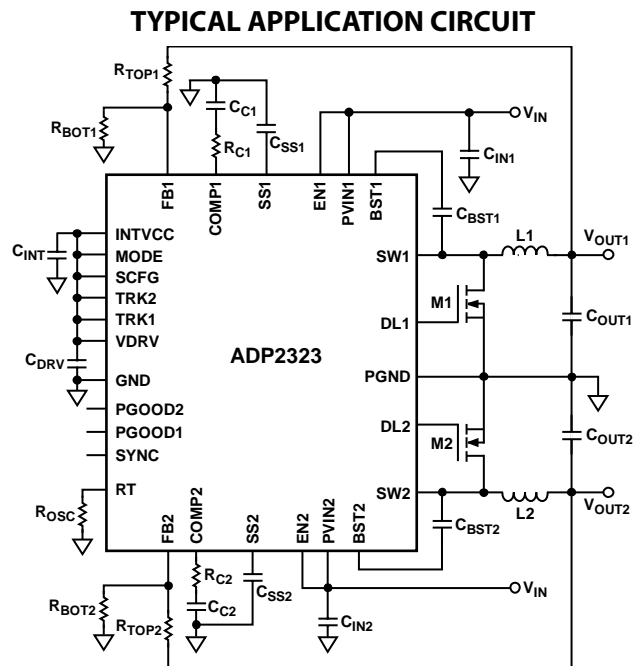 TYPICAL APPLICATION CIRCUIT
RTOP1
RBOT1
CC1
RC1
CSS1
VIN
CIN1
FB1
COMP1
SS1
EN1
PVIN1
BST1
CBST1
CINT
INTVCC
MODE
SCFG
TRK2
TRK1
VDRV
CDRV
GND
PGOOD2
PGOOD1
SYNC
RT
ROSC
ADP2323
SW1
L1
VOUT1
M1
DL1
COUT1
PGND
DL2
M2
COUT2
SW2
L2
VOUT2
CBST2
FB2
COMP2
SS2
EN2
PVIN2
BST2
RC2
CC2
CSS2
VIN
CIN2
RBOT2
RTOP2